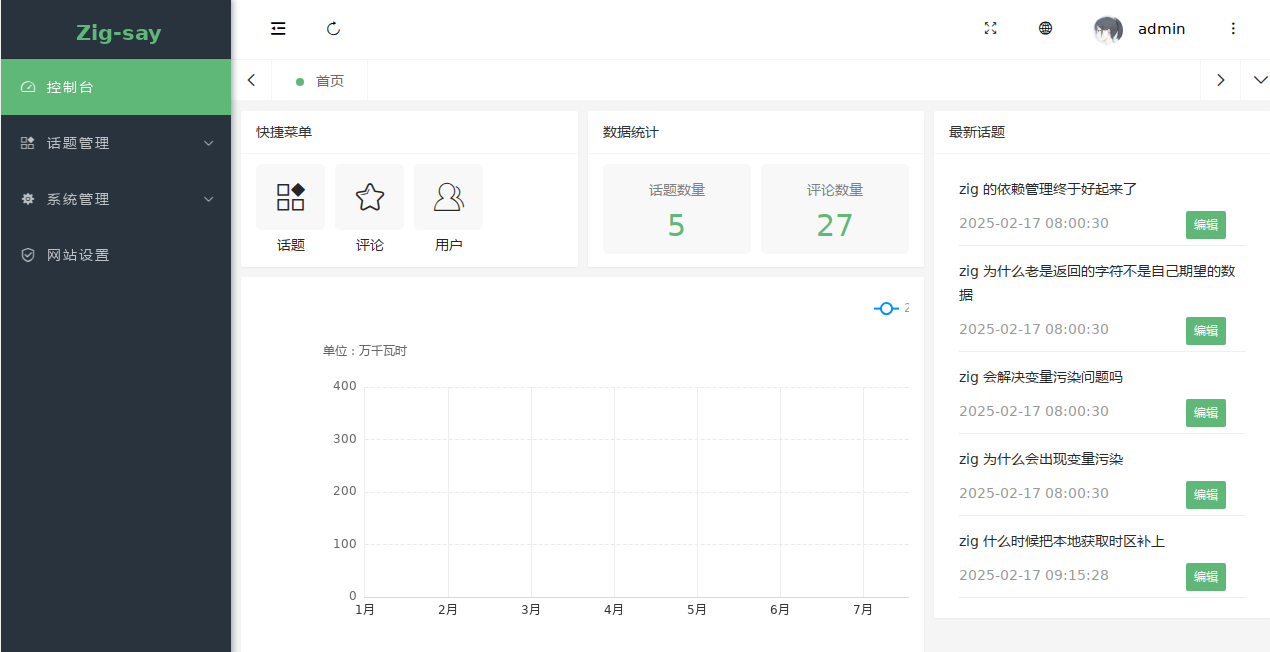 Zig-say
admin
控制台
话题管理
系统管理
网站设置
首页
快捷菜单
话题
评论
用户
数据统计
话题数量
5
评论数量
27
单位：万千瓦时
400
300
200
100
0
1月 2月 3月 4月 5月 6月 7月
最新话题
zig 的依赖管理终于好起来了
2025-02-17 08:00:30 编辑
zig 为什么老是返回的字符不是自己期望的数
据
2025-02-17 08:00:30 编辑
zig 会解决变量污染问题吗
2025-02-17 08:00:30 编辑
zig 为什么会出现变量污染
2025-02-17 08:00:30 编辑
zig 什么时候把本地获取时区补上
2025-02-17 09:15:28 编辑